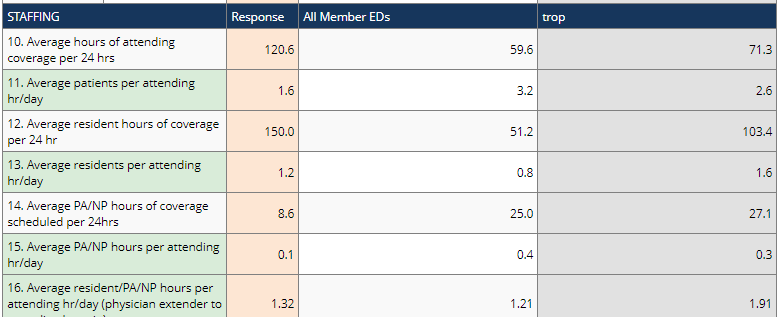 STAFFING Response All Member EDs trop
10. Average hours of attending
coverage per 24 hrs 120.6 59.6 71.3
11. Average patients per attending
hr/day 1.6 3.2 2.6
12. Average resident hours of coverage
per 24 hr 150.0 51.2 103.4
13. Average residents per attending
hr/day 1.2 0.8 1.6
14. Average PA/NP hours of coverage
scheduled per 24hrs 8.6 25.0 27.1
15. Average PA/NP hours per attending
hr/day 0.1 0.4 0.3
16. Average resident/PA/NP hours per
attending hr/day (physician extender to 1.32 1.21 1.91